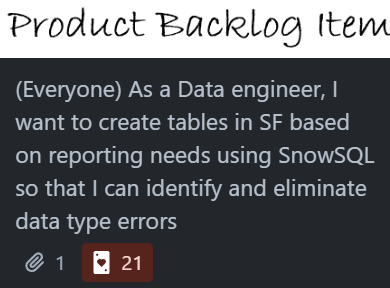 Product Backlog Item
(Everyone) As a Data engineer, I
want to create tables in SF based
on reporting needs using SnowSQL
so that I can identify and eliminate
data type errors
1 21